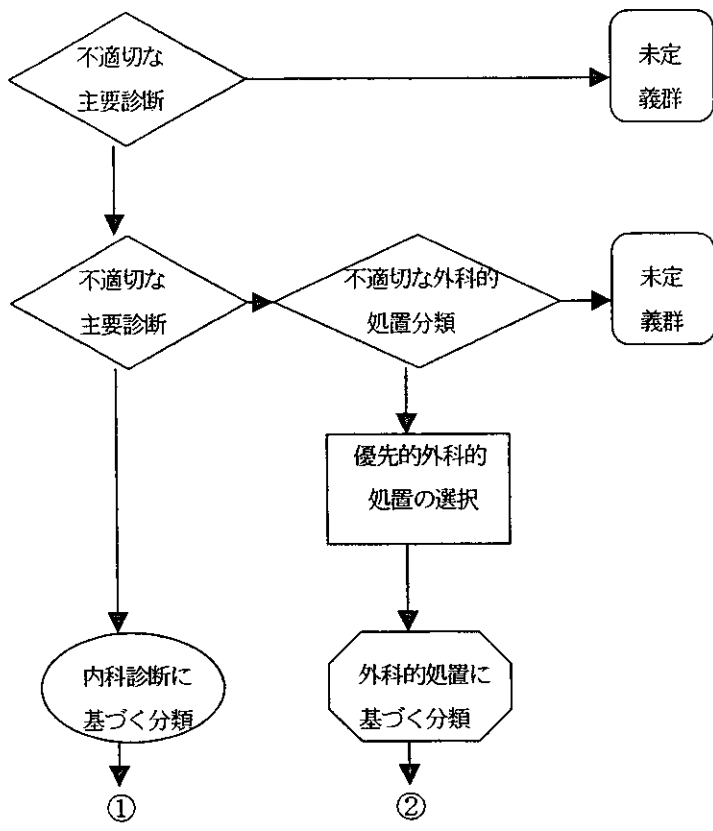 不適切な
主要診断
未定
義群
不適切な
主要診断
不適切な外科的
処置分類
未定
義群
優先的外科的
処置の選択
内科診断に
基づく分類
外科的処置に
基づく分類
①
②